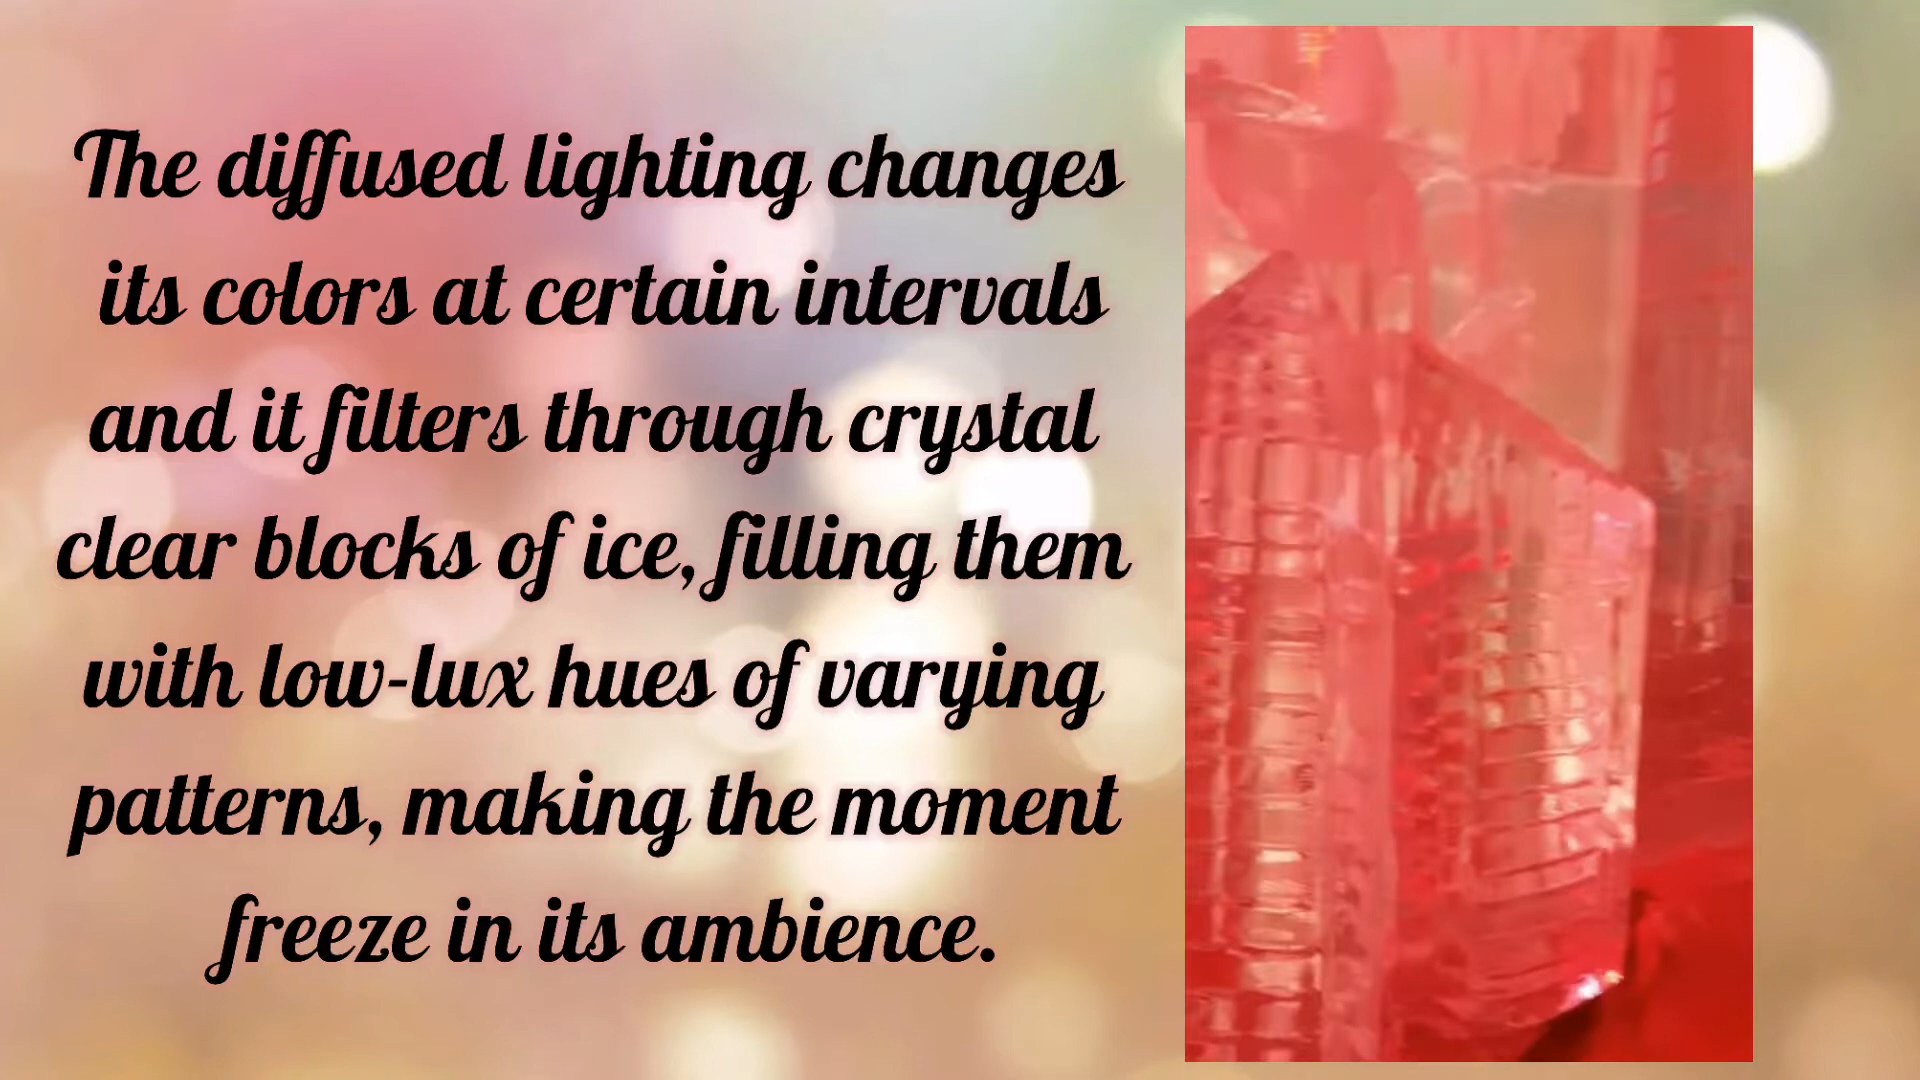 The diffused lighting changes
its colors at certain intervals
and it filters through crystal
clear blocks of ice, filling them
with low-lux hues of varying
patterns, making the moment
freeze in its ambience.